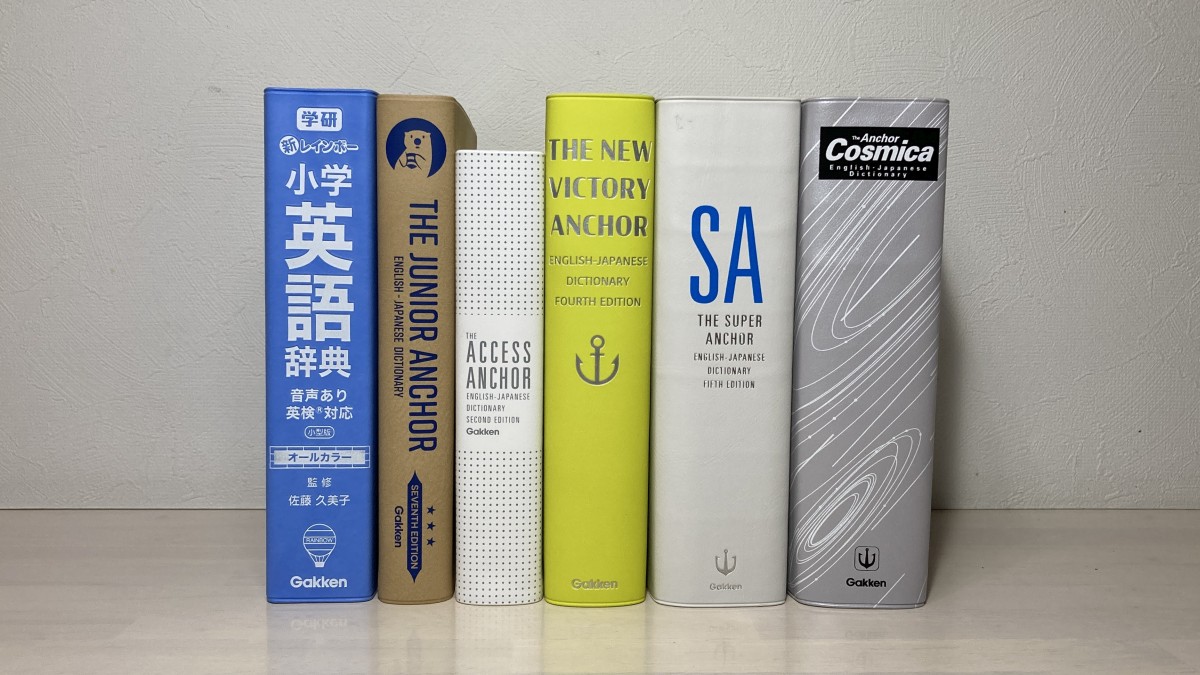 学研
新レインボー
小学
英語
辞典
音声あり
英検®対応
小型版
オールカラー
監修
佐藤 久美子
RAINBOW
Gakken
THE JUNIOR ANCHOR
ENGLISH - JAPANESE DICTIONARY
SEVENTH EDITION
Gakken
THE
ACCESS
ANCHOR
ENGLISH-JAPANESE
DICTIONARY
SECOND EDITION
Gakken
THE NEW
VICTORY
ANCHOR
ENGLISH-JAPANESE
DICTIONARY
FOURTH EDITION
Gakken
SA
THE SUPER
ANCHOR
ENGLISH-JAPANESE
DICTIONARY
FIFTH EDITION
Gakken
The Anchor
Cosmica
English-Japanese
Dictionary
Gakken